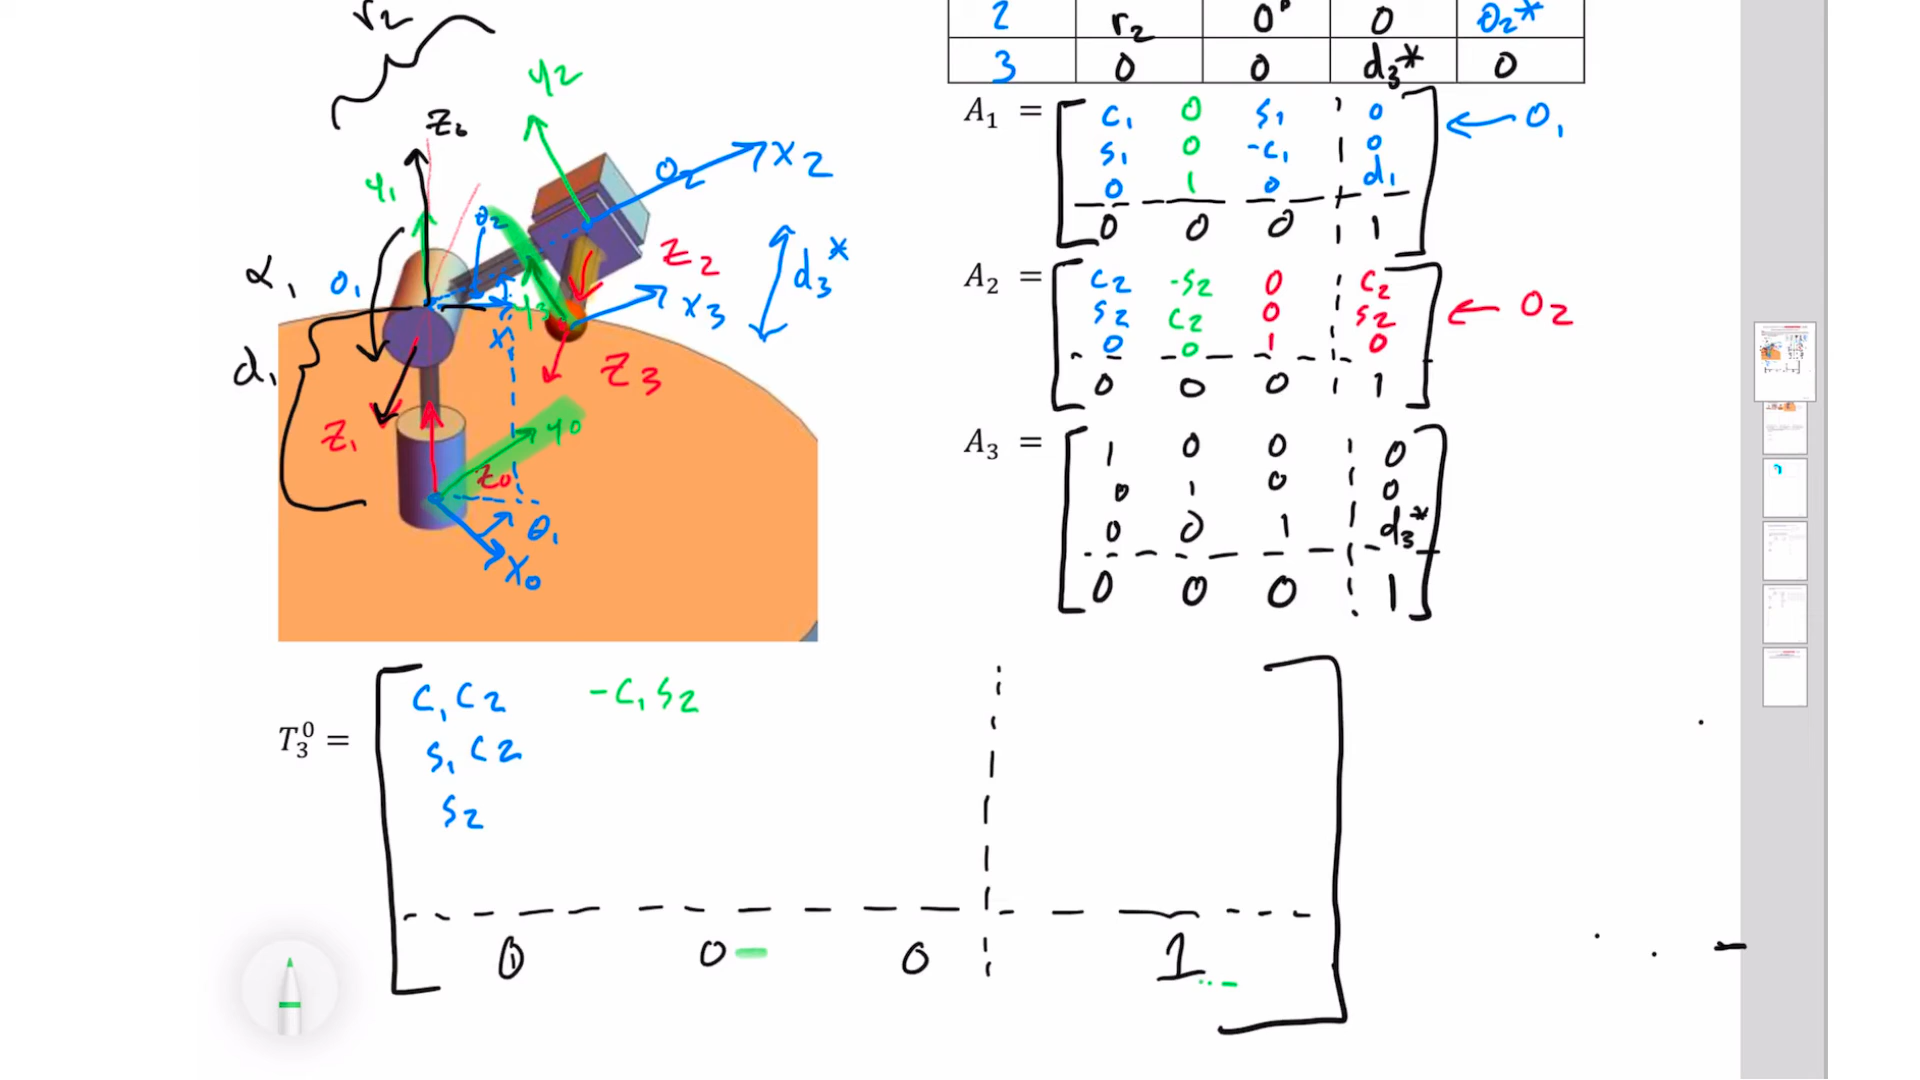 r2
2 r2 0° 0 θ2*
3 0 0 d3* 0
y2
z0
y1
θ2
O2
x2
α1
O1
z2
d3*
y3
x3
x1
d1
z3
z1
y0
z0
θ1
x0
A1 =
c1 0 s1 0
s1 0 -c1 0
0 1 0 d1
0 0 0 1
← O1
A2 =
c2 -s2 0 c2
s2 c2 0 s2
0 0 1 0
0 0 0 1
← O2
A3 =
1 0 0 0
0 1 0 0
0 0 1 d3*
0 0 0 1
T03 =
c1c2 -c1s2
s1c2
s2
0 0 0 1